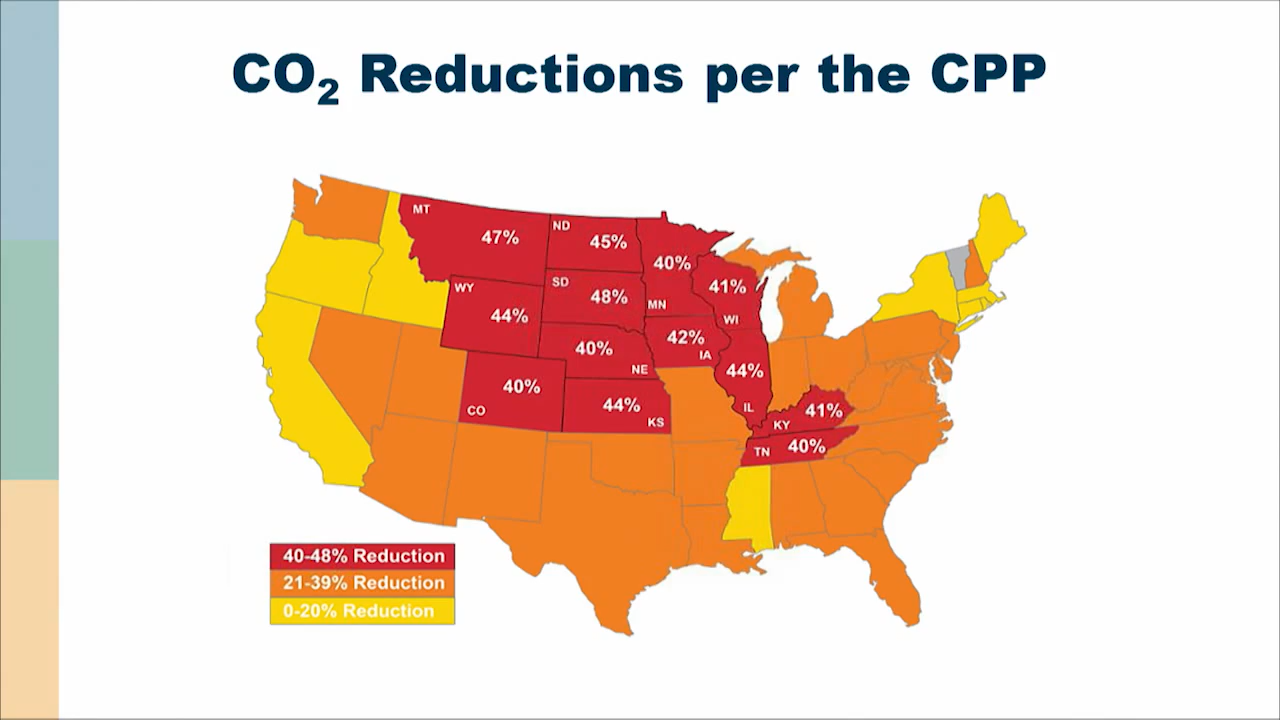 CO₂ Reductions per the CPP
MT
47%
ND
45%
40%
MN
41%
WI
WY
44%
SD
48%
40%
NE
42%
IA
44%
IL
40%
CO
44%
KS
41%
KY
TN 40%
40-48% Reduction
21-39% Reduction
0-20% Reduction